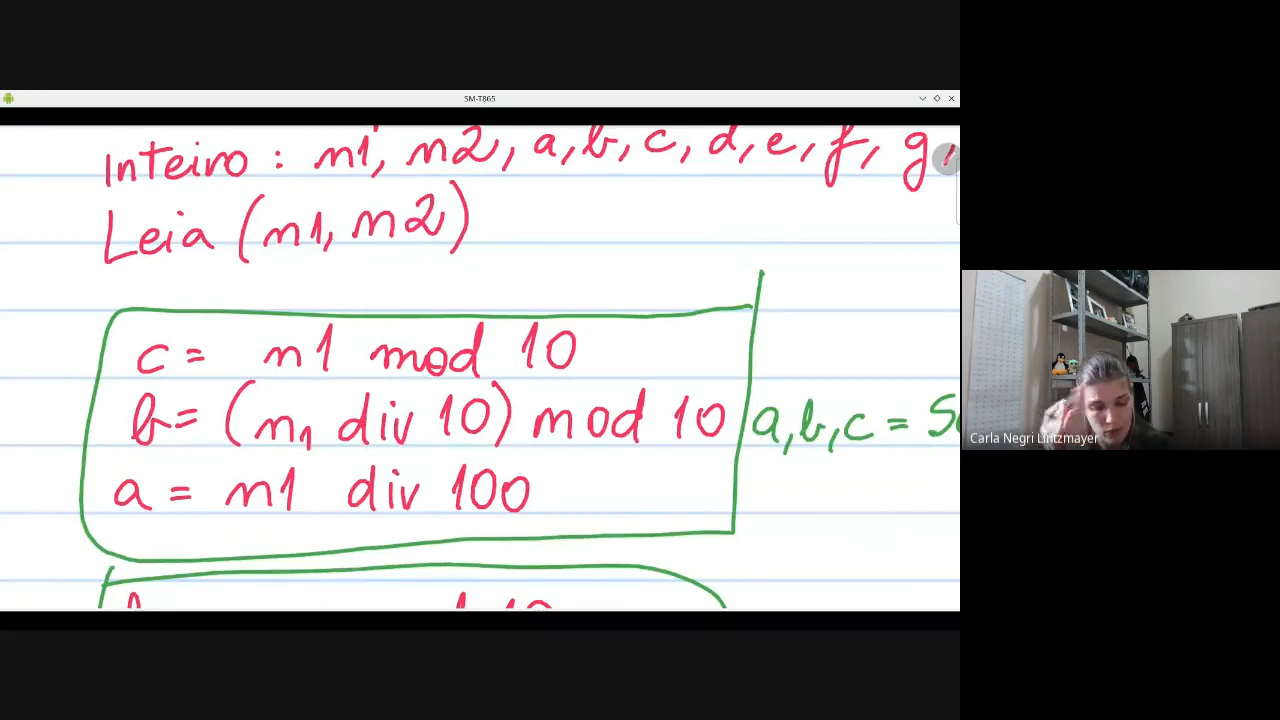 SM-T865
Inteiro : n1, n2, a, b, c, d, e, f, g,
Leia (n1, n2)
c = n1 mod 10
b = (n1 div 10) mod 10
a = n1 div 100
a, b, c =
Carla Negri Lintzmayer